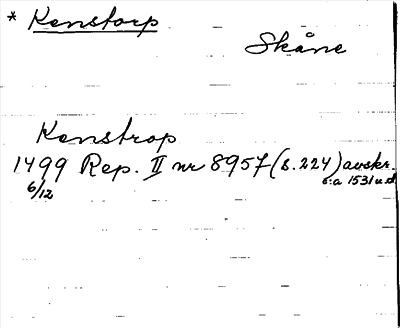 * Kenstorp
Skåne
Kenstrop
1499 Rep. II nr 8957 (s. 224) avskr.
6/12 c:a 1531 u.d.